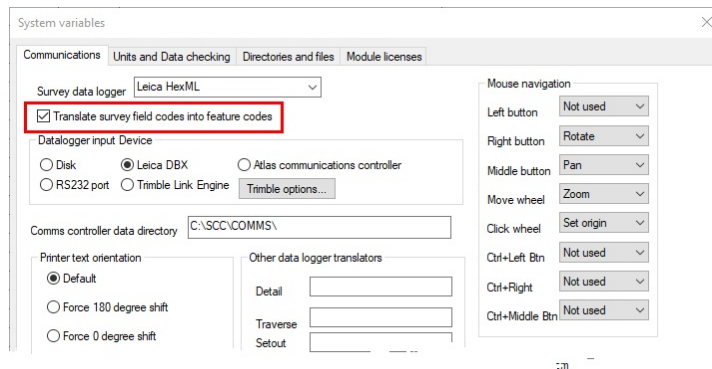 System variables
Communications Units and Data checking Directories and files Module licenses
Survey data logger Leica HexML
Translate survey field codes into feature codes
Datalogger input Device
Disk Leica DBX Atlas communications controller
RS232 port Trimble Link Engine Trimble options...
Comms controller data directory C:\SCC\COMMS\
Printer text orientation
Default
Force 180 degree shift
Force 0 degree shift
Other data logger translators
Detail
Traverse
Setout
Mouse navigation
Left button Not used
Right button Rotate
Middle button Pan
Move wheel Zoom
Click wheel Set origin
Ctrl+Left Btn Not used
Ctrl+Right Not used
Ctrl+Middle Btn Not used